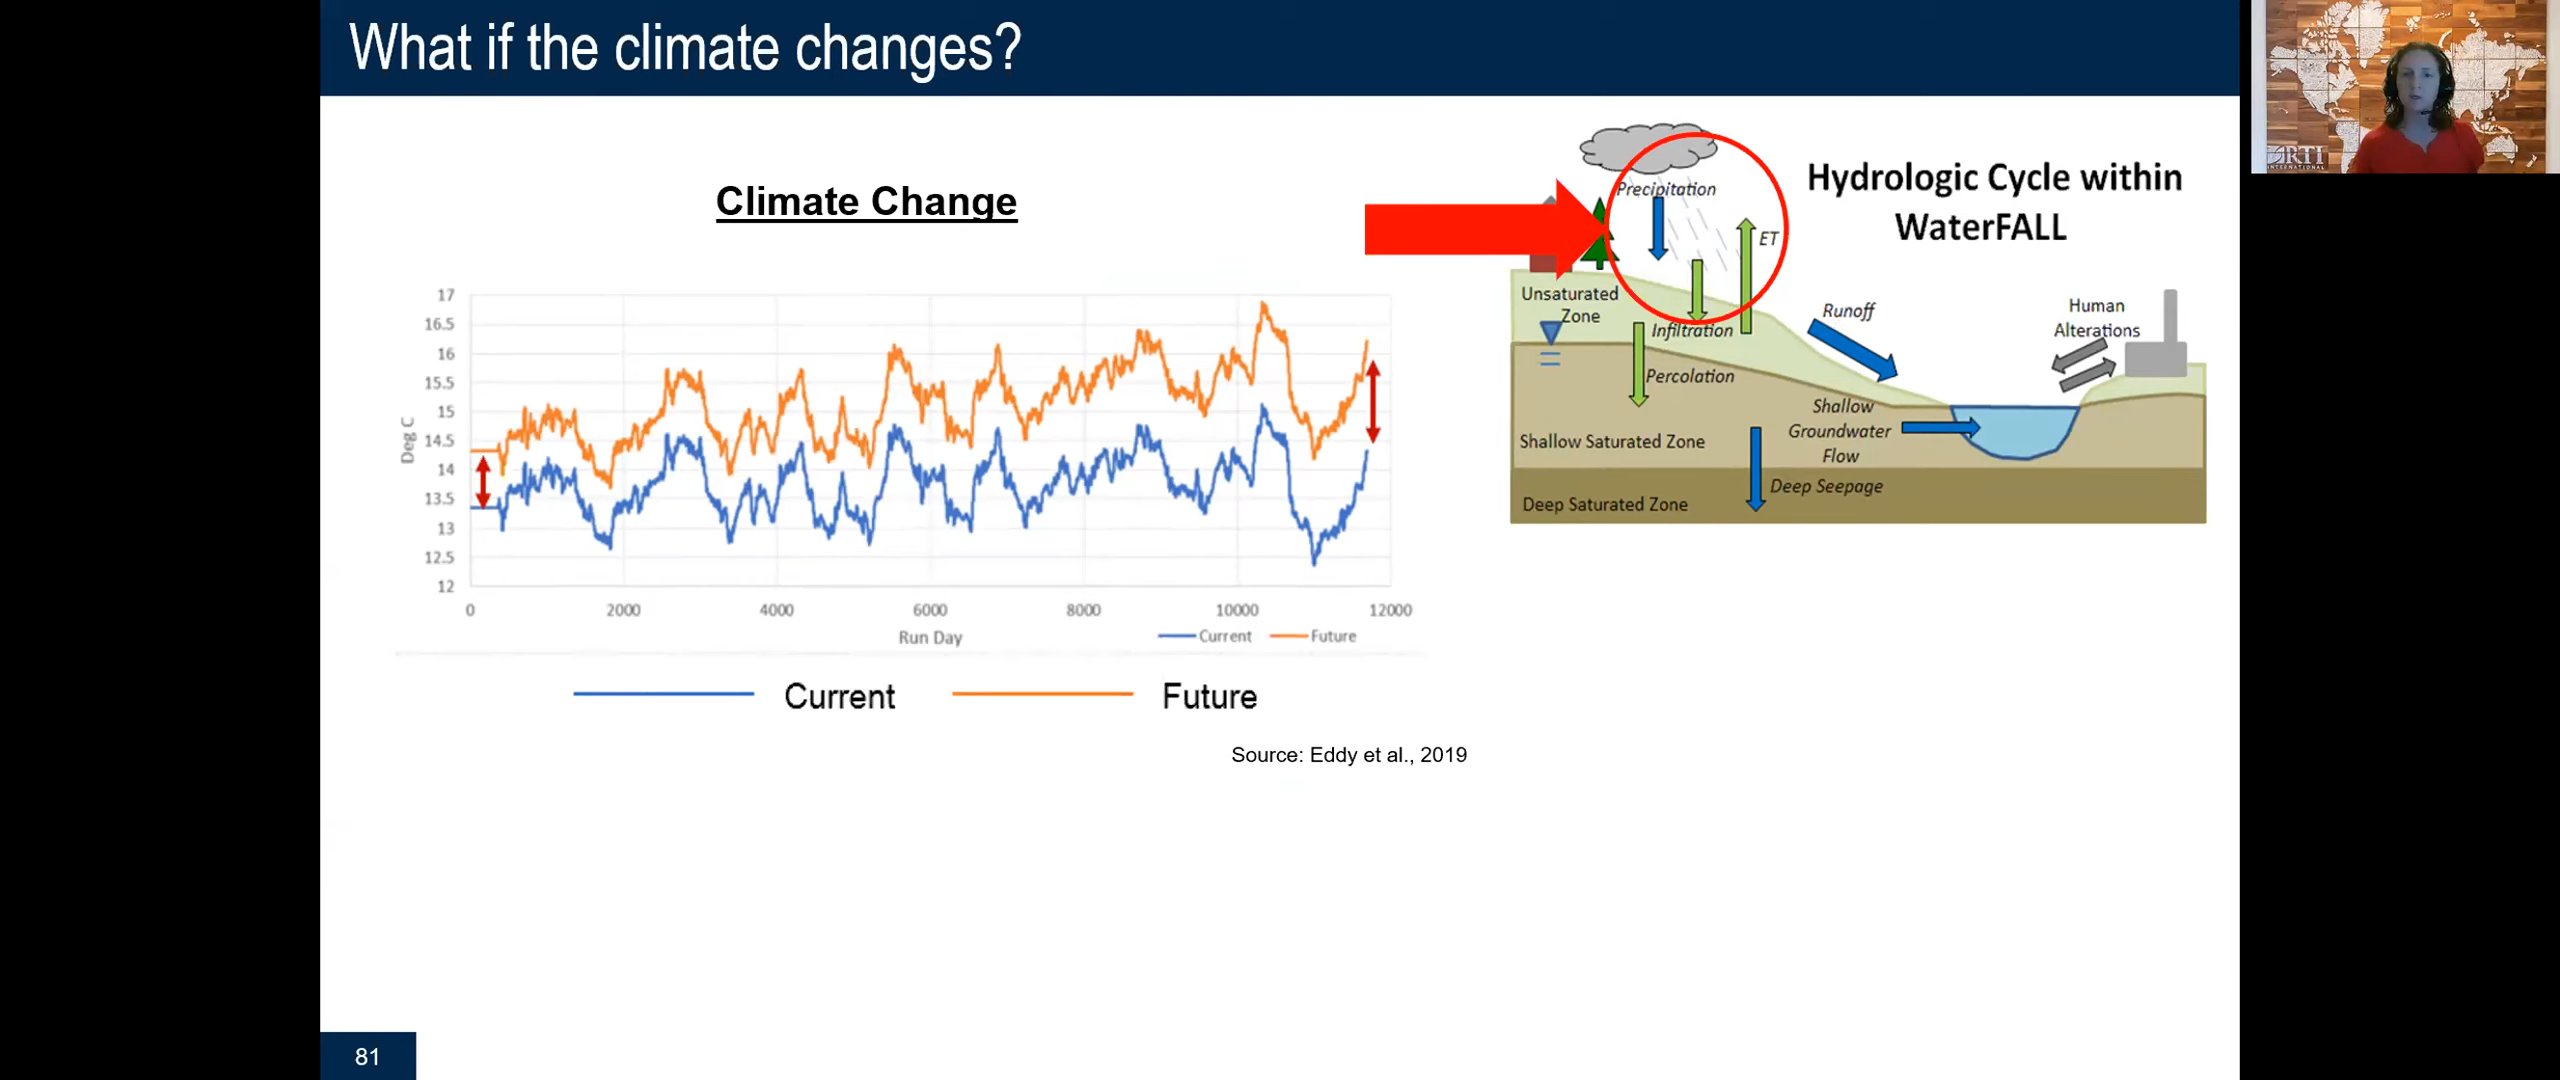 What if the climate changes?
Climate Change
17
16.5
16
15.5
15
14.5
14
13.5
13
12.5
12
Deg C
0 2000 4000 6000 8000 10000 12000
Run Day
Current Future
Current Future
Source: Eddy et al., 2019
Hydrologic Cycle within
WaterFALL
Precipitation
ET
Unsaturated
Zone
Infiltration
Runoff
Human
Alterations
Percolation
Shallow
Groundwater
Flow
Shallow Saturated Zone
Deep Seepage
Deep Saturated Zone
81
RTI
INTERNATIONAL